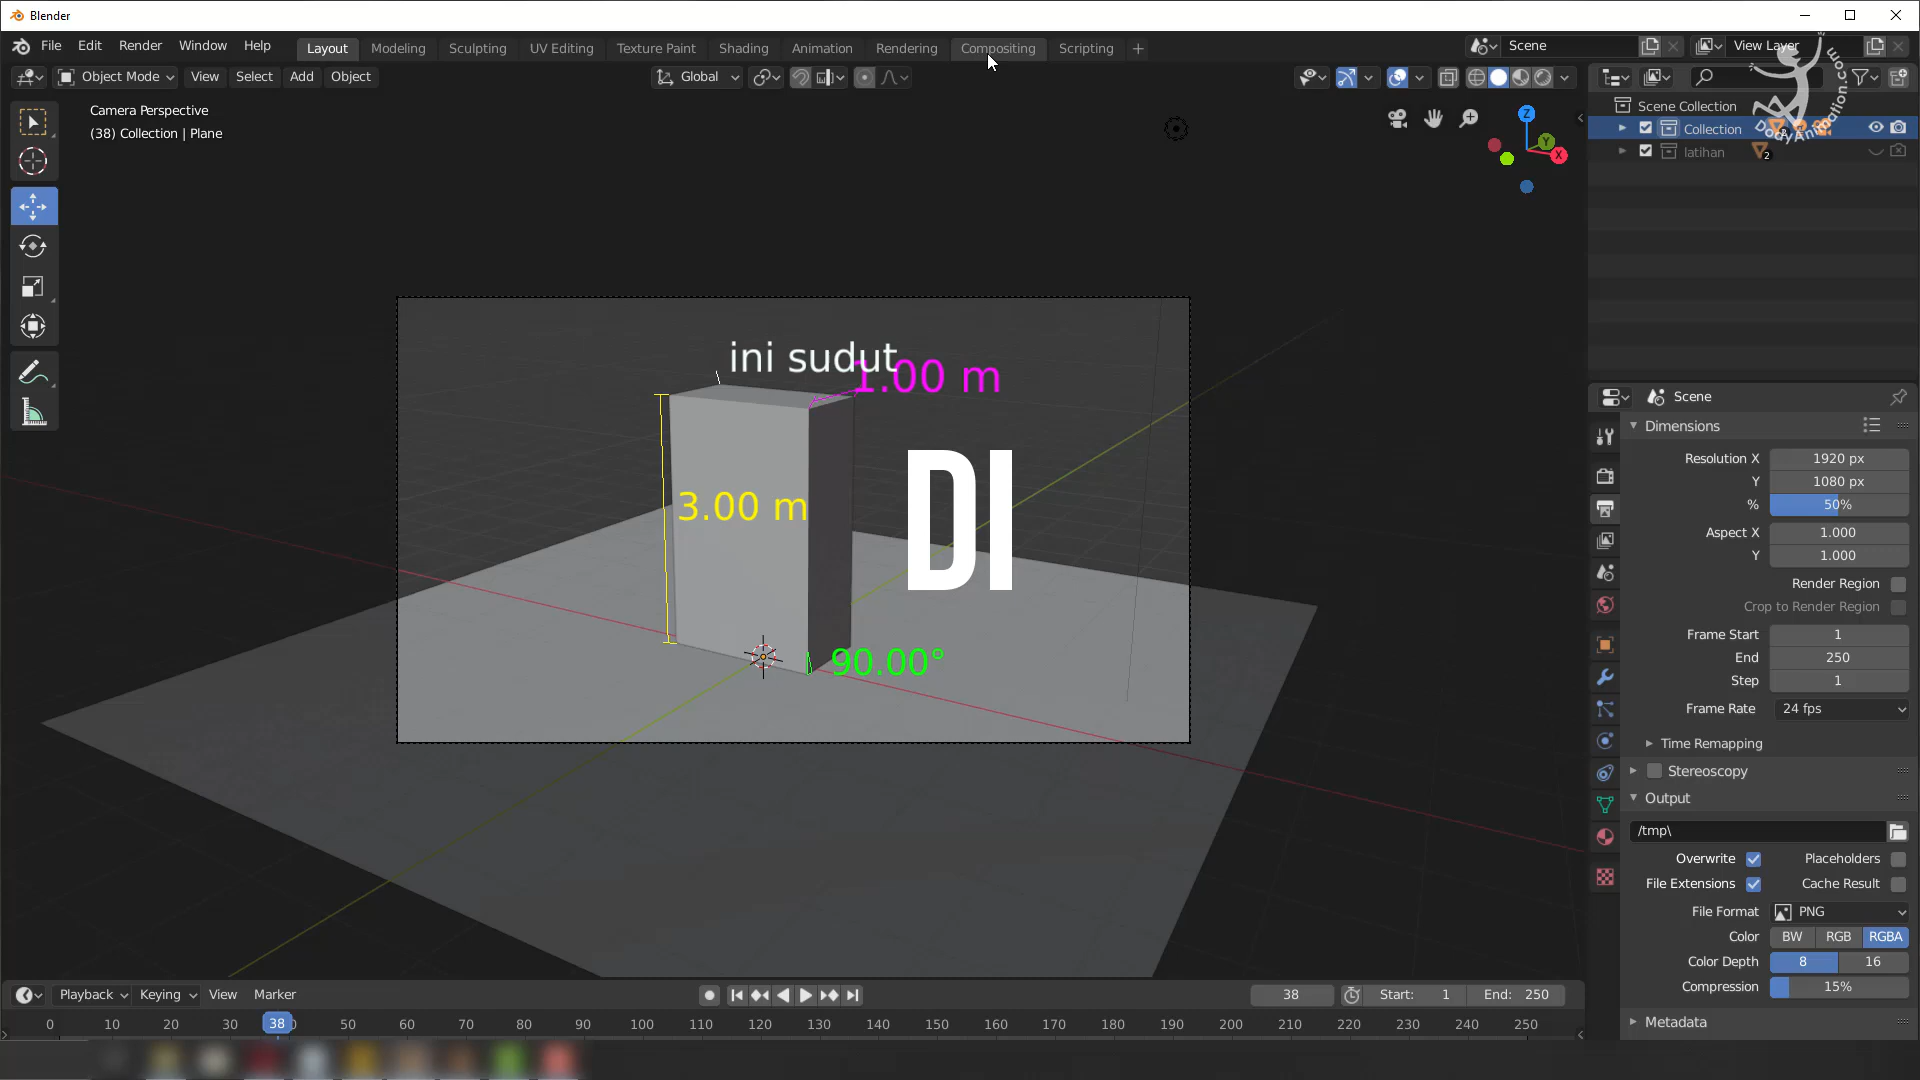 Blender
File Edit Render Window Help Layout Modeling Sculpting UV Editing Texture Paint Shading Animation Rendering Compositing Scripting + Scene View Layer
Object Mode View Select Add Object Global
Camera Perspective
(38) Collection | Plane
Z
Y
X
Scene Collection
Collection
latihan 2
DodyAnimation.com
ini sudut
1.00 m
3.00 m
DI
90.00°
Scene
Dimensions
Resolution X 1920 px
Y 1080 px
% 50%
Aspect X 1.000
Y 1.000
Render Region
Crop to Render Region
Frame Start 1
End 250
Step 1
Frame Rate 24 fps
Time Remapping
Stereoscopy
Output
/tmp\
Overwrite Placeholders
File Extensions Cache Result
File Format PNG
Color BW RGB RGBA
Color Depth 8 16
Compression 15%
Metadata
Playback Keying View Marker 38 Start: 1 End: 250
0 10 20 30 38 50 60 70 80 90 100 110 120 130 140 150 160 170 180 190 200 210 220 230 240 250